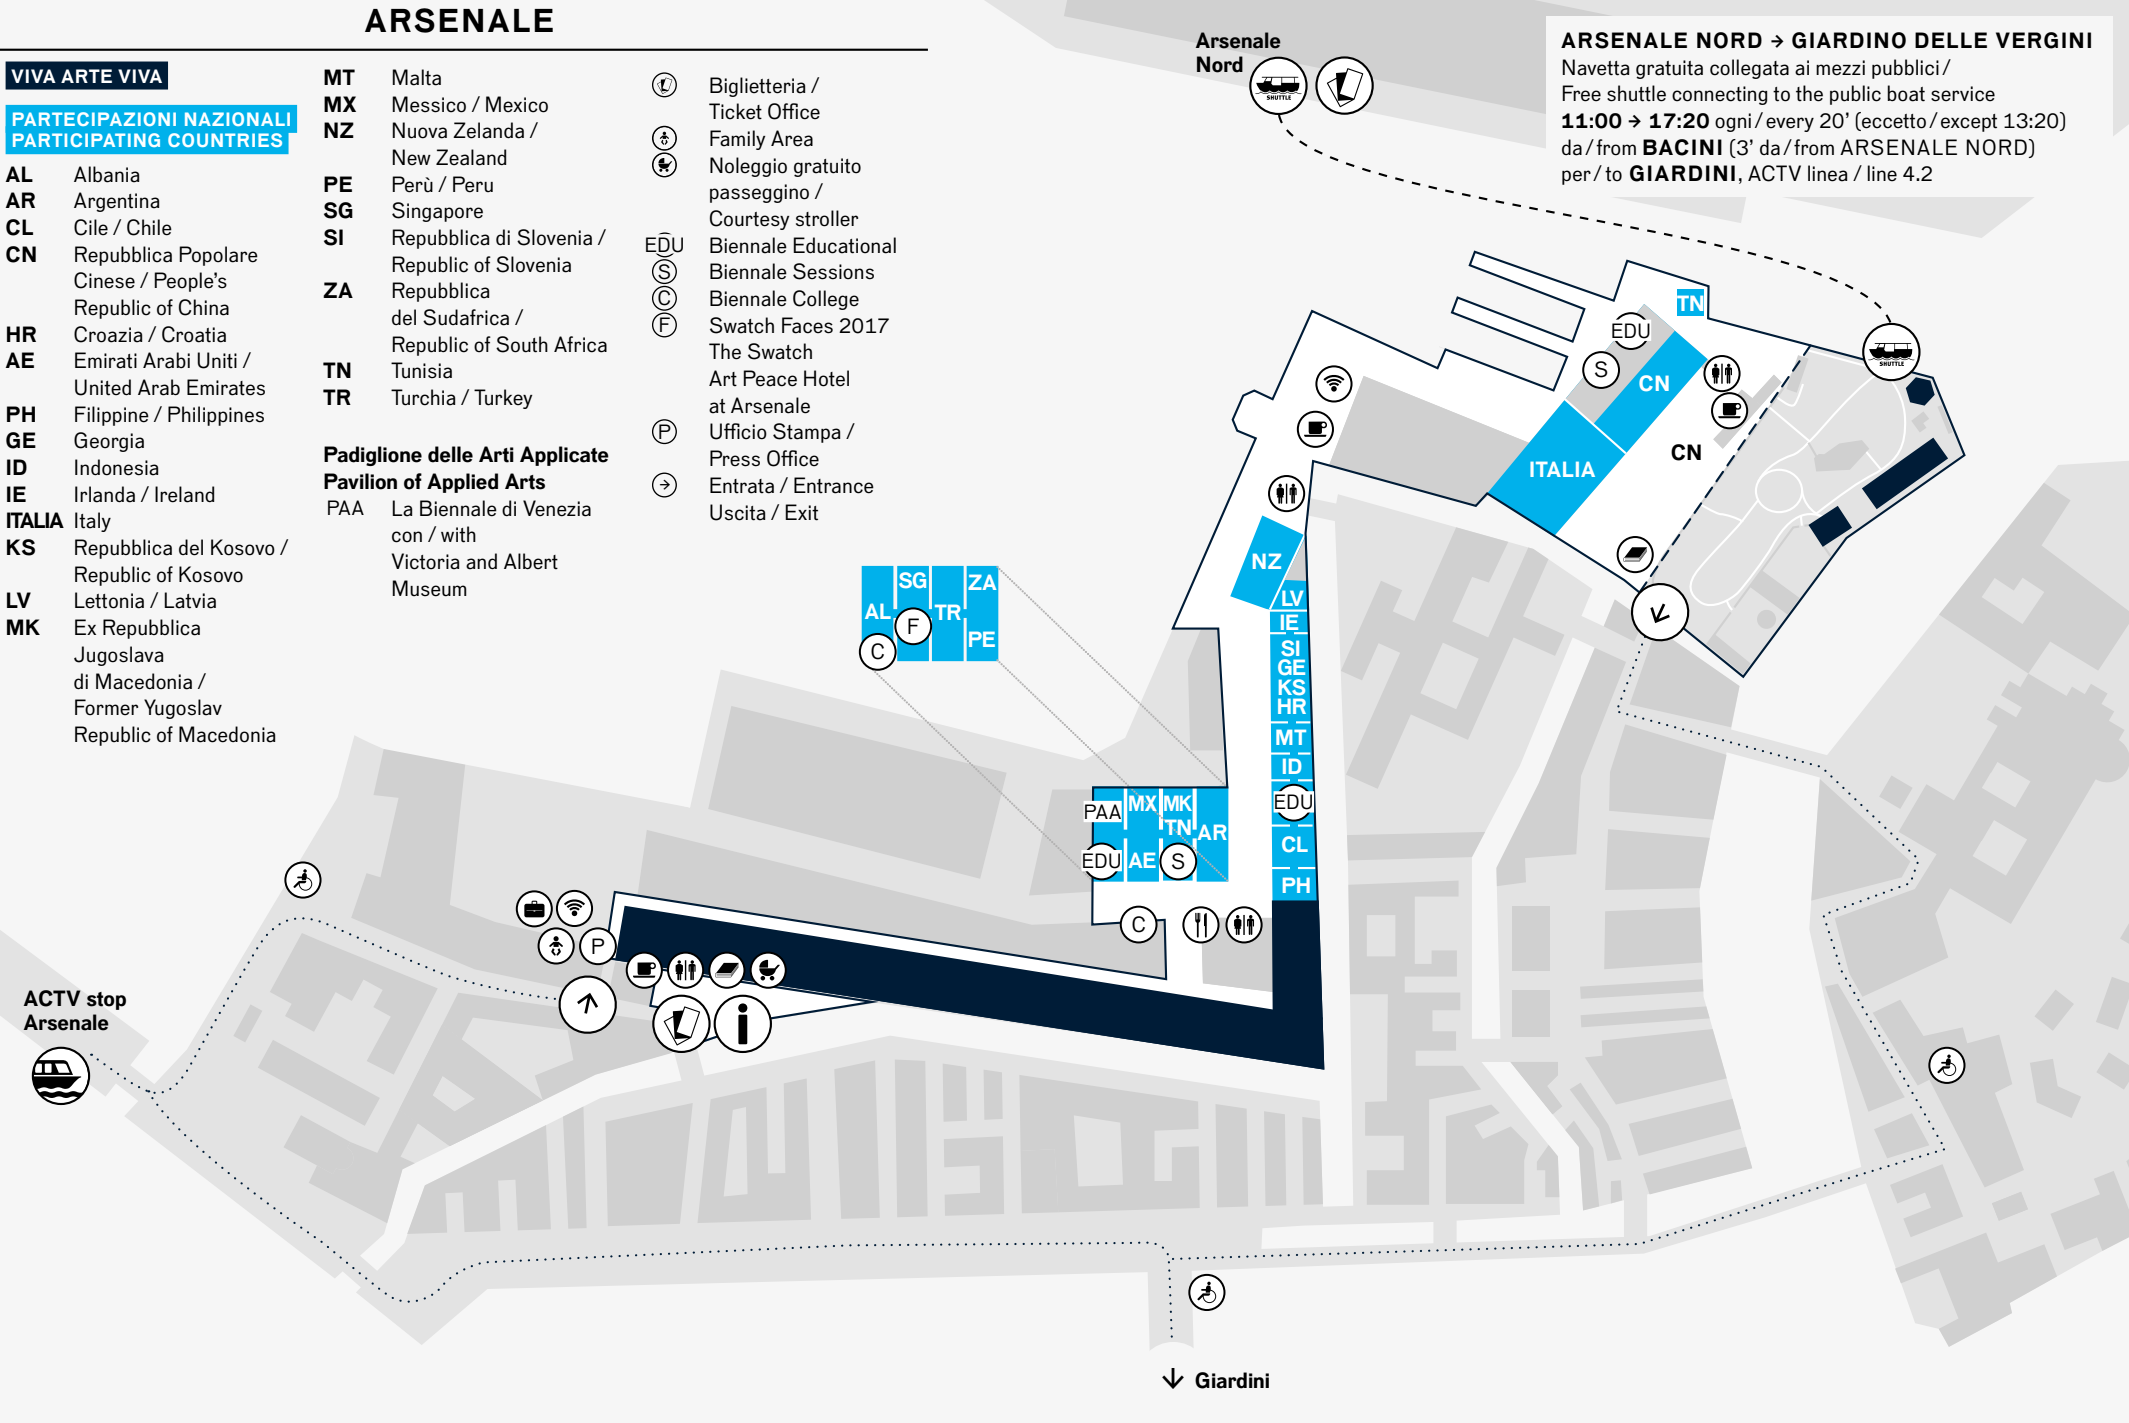 ARSENALE
VIVA ARTE VIVA
PARTECIPAZIONI NAZIONALI
PARTICIPATING COUNTRIES
AL Albania
AR Argentina
CL Cile / Chile
CN Repubblica Popolare
Cinese / People's
Republic of China
HR Croazia / Croatia
AE Emirati Arabi Uniti /
United Arab Emirates
PH Filippine / Philippines
GE Georgia
ID Indonesia
IE Irlanda / Ireland
ITALIA Italy
KS Repubblica del Kosovo /
Republic of Kosovo
LV Lettonia / Latvia
MK Ex Repubblica
Jugoslava
di Macedonia /
Former Yugoslav
Republic of Macedonia
MT Malta
MX Messico / Mexico
NZ Nuova Zelanda /
New Zealand
PE Perù / Peru
SG Singapore
SI Repubblica di Slovenia /
Republic of Slovenia
ZA Repubblica
del Sudafrica /
Republic of South Africa
TN Tunisia
TR Turchia / Turkey
Padiglione delle Arti Applicate
Pavilion of Applied Arts
PAA La Biennale di Venezia
con / with
Victoria and Albert
Museum
Biglietteria /
Ticket Office
Family Area
Noleggio gratuito
passeggino /
Courtesy stroller
EDU Biennale Educational
S Biennale Sessions
C Biennale College
F Swatch Faces 2017
The Swatch
Art Peace Hotel
at Arsenale
P Ufficio Stampa /
Press Office
Entrata / Entrance
Uscita / Exit
Arsenale
Nord
SHUTTLE
ARSENALE NORD → GIARDINO DELLE VERGINI
Navetta gratuita collegata ai mezzi pubblici /
Free shuttle connecting to the public boat service
11:00 → 17:20 ogni / every 20' (eccetto / except 13:20)
da / from BACINI (3' da / from ARSENALE NORD)
per / to GIARDINI, ACTV linea / line 4.2
TN
EDU
S
CN
SHUTTLE
CN
ITALIA
NZ
LV
IE
SI
GE
KS
HR
MT
ID
EDU
CL
PH
SG
ZA
AL
TR
F
PE
C
PAA
MX
MK
TN
AR
EDU
AE
S
C
P
ACTV stop
Arsenale
Giardini